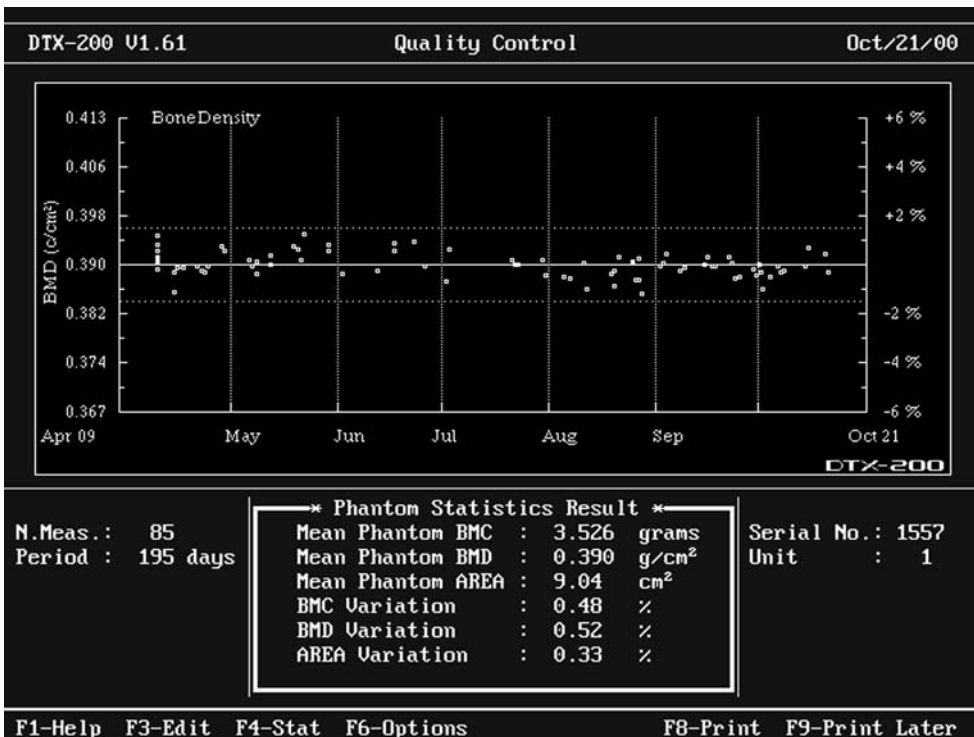 DTX-200 V1.61 Quality Control Oct/21/00
BoneDensity
0.413
0.406
0.398
0.390
0.382
0.374
0.367
BMD (c/cm²)
+6 %
+4 %
+2 %
-2 %
-4 %
-6 %
Apr 09 May Jun Jul Aug Sep Oct 21
DTX-200
N.Meas.: 85
Period : 195 days
* Phantom Statistics Result *
Mean Phantom BMC : 3.526 grams
Mean Phantom BMD : 0.390 g/cm²
Mean Phantom AREA : 9.04 cm²
BMC Variation : 0.48 %
BMD Variation : 0.52 %
AREA Variation : 0.33 %
Serial No.: 1557
Unit : 1
F1-Help F3-Edit F4-Stat F6-Options F8-Print F9-Print Later